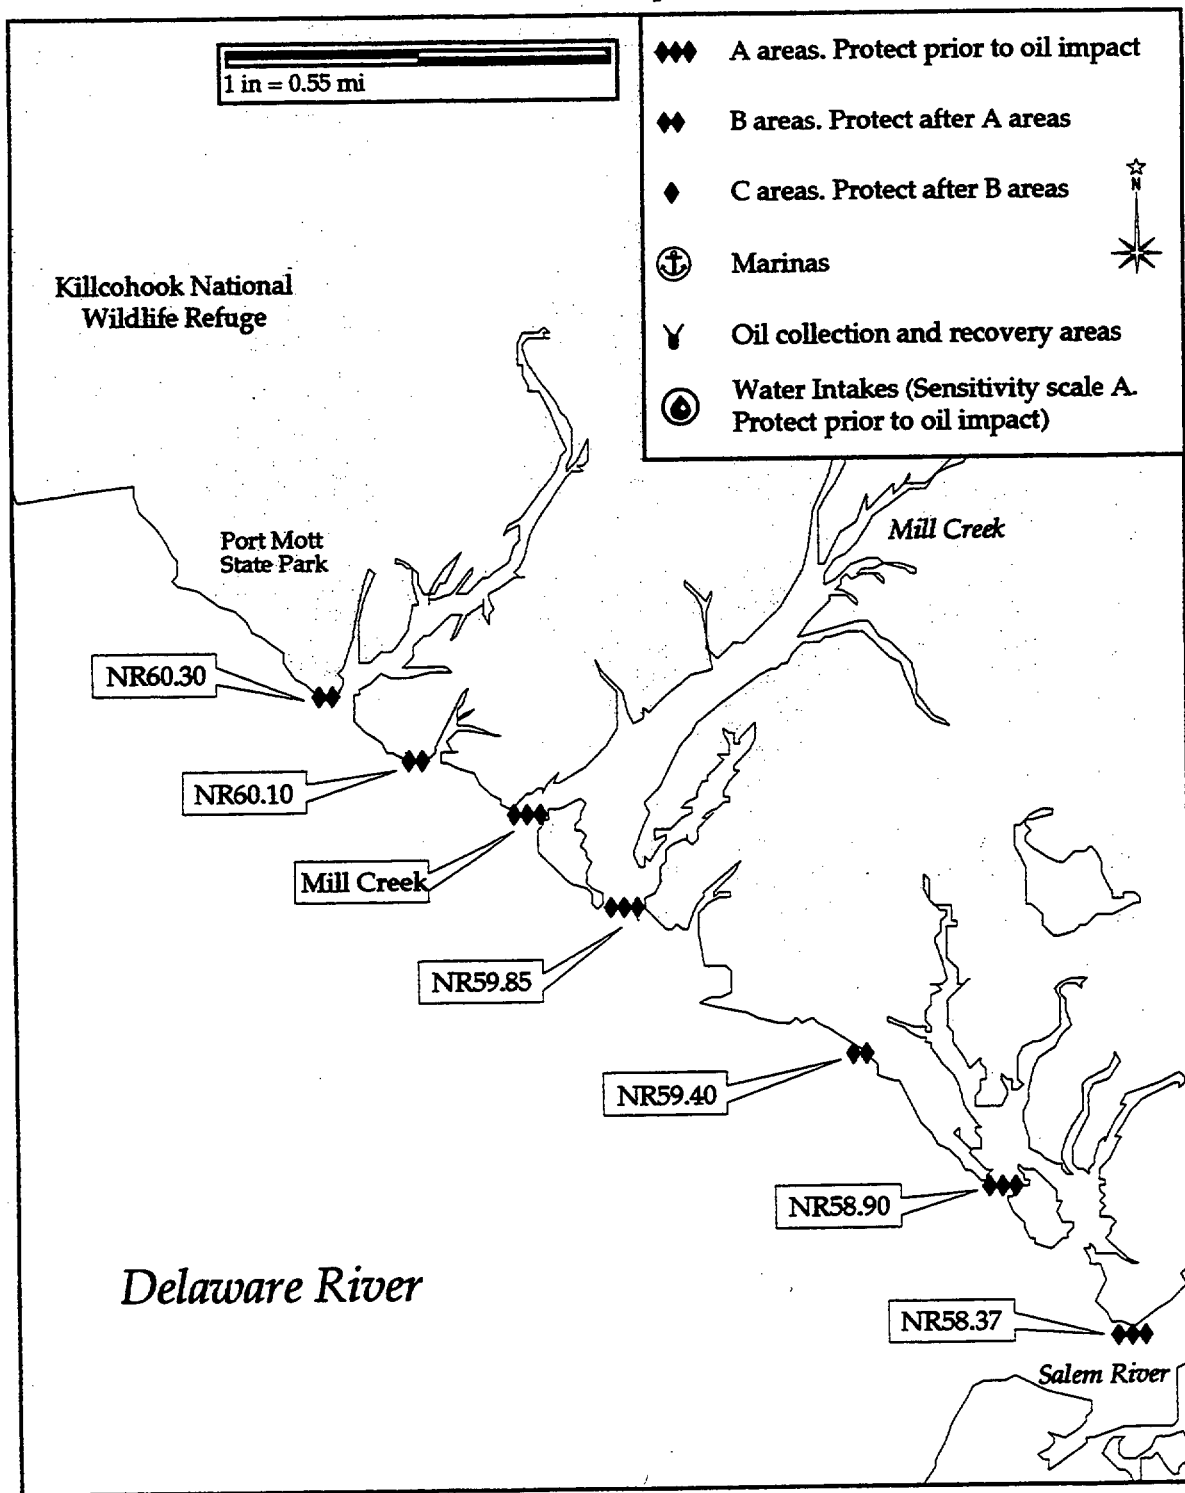 1 in = 0.55 mi
A areas. Protect prior to oil impact
B areas. Protect after A areas
C areas. Protect after B areas
N
Marinas
Oil collection and recovery areas
Water Intakes (Sensitivity scale A.
Protect prior to oil impact)
Killcohook National
Wildlife Refuge
Mill Creek
Port Mott
State Park
NR60.30
NR60.10
Mill Creek
NR59.85
NR59.40
NR58.90
Delaware River
NR58.37
Salem River